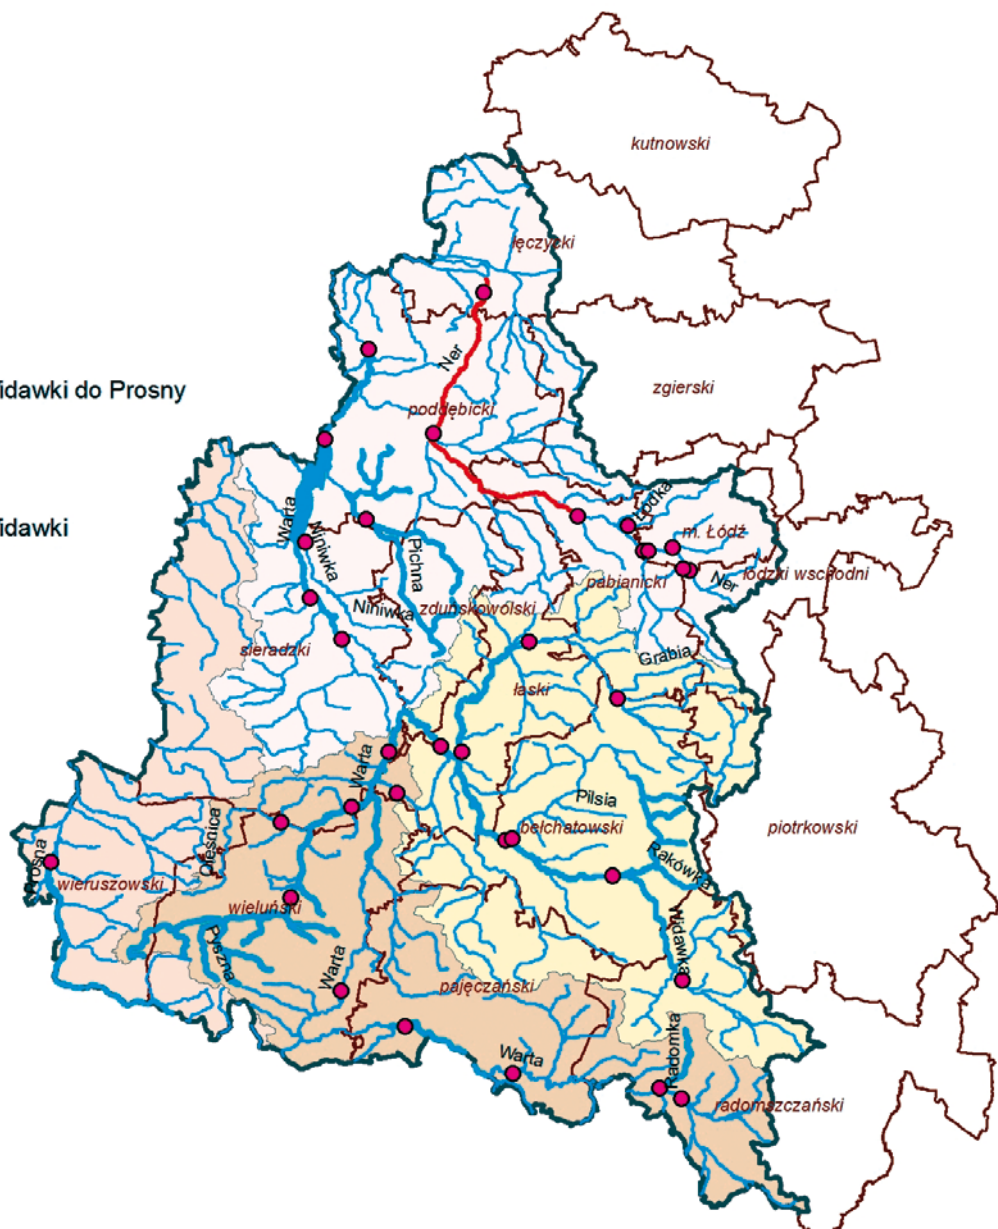 kutnowski
łęczycki
Ner
idawki do Prosny
zgierski
poddębicki
Łódka
idawki
Warta
m. Łódź
Niniwka
Pichna
pabianicki
Ner
łódzki wschodni
Niniwka
zduńskowolski
sieradzki
Grabia
łaski
Warta
Pilsia
Oleśnica
bełchatowski
piotrkowski
Prosna
Rakówka
wieruszowski
wieluński
Widawka
Pyszna
Warta
pajęczański
Radomka
Warta
radomszczański